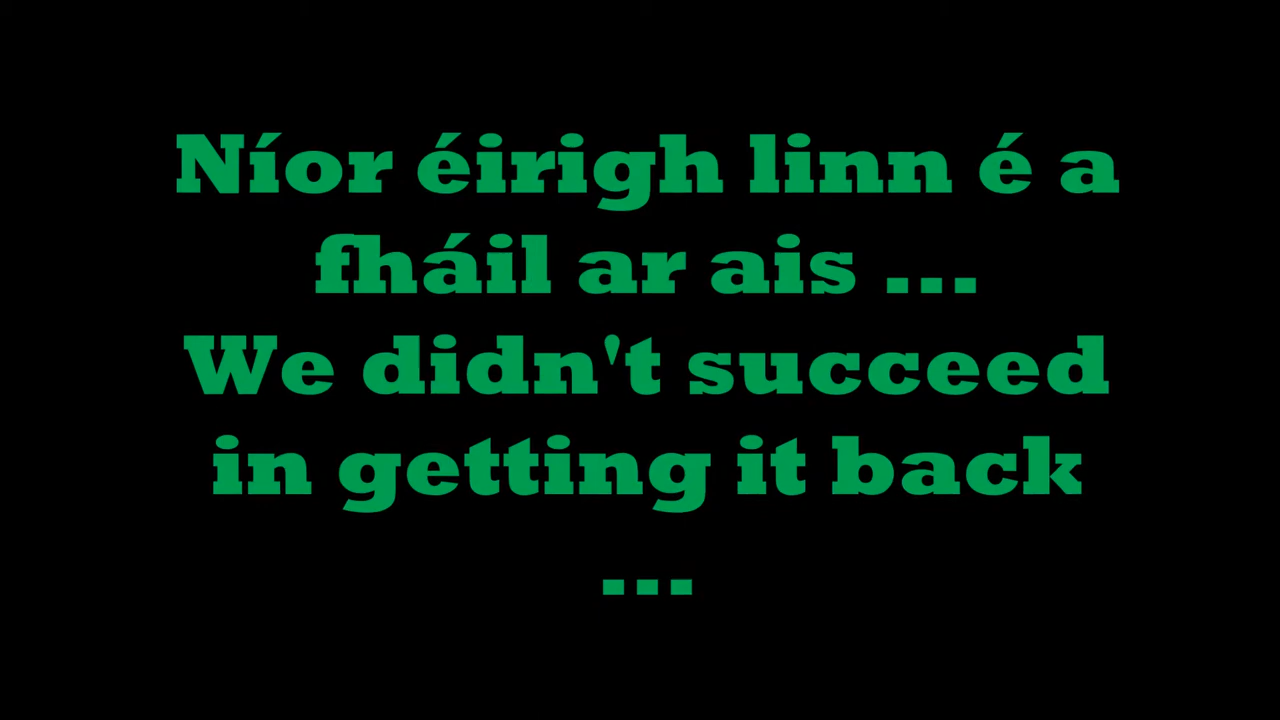 Níor éirigh linn é a
fháil ar ais ...
We didn't succeed
in getting it back
...